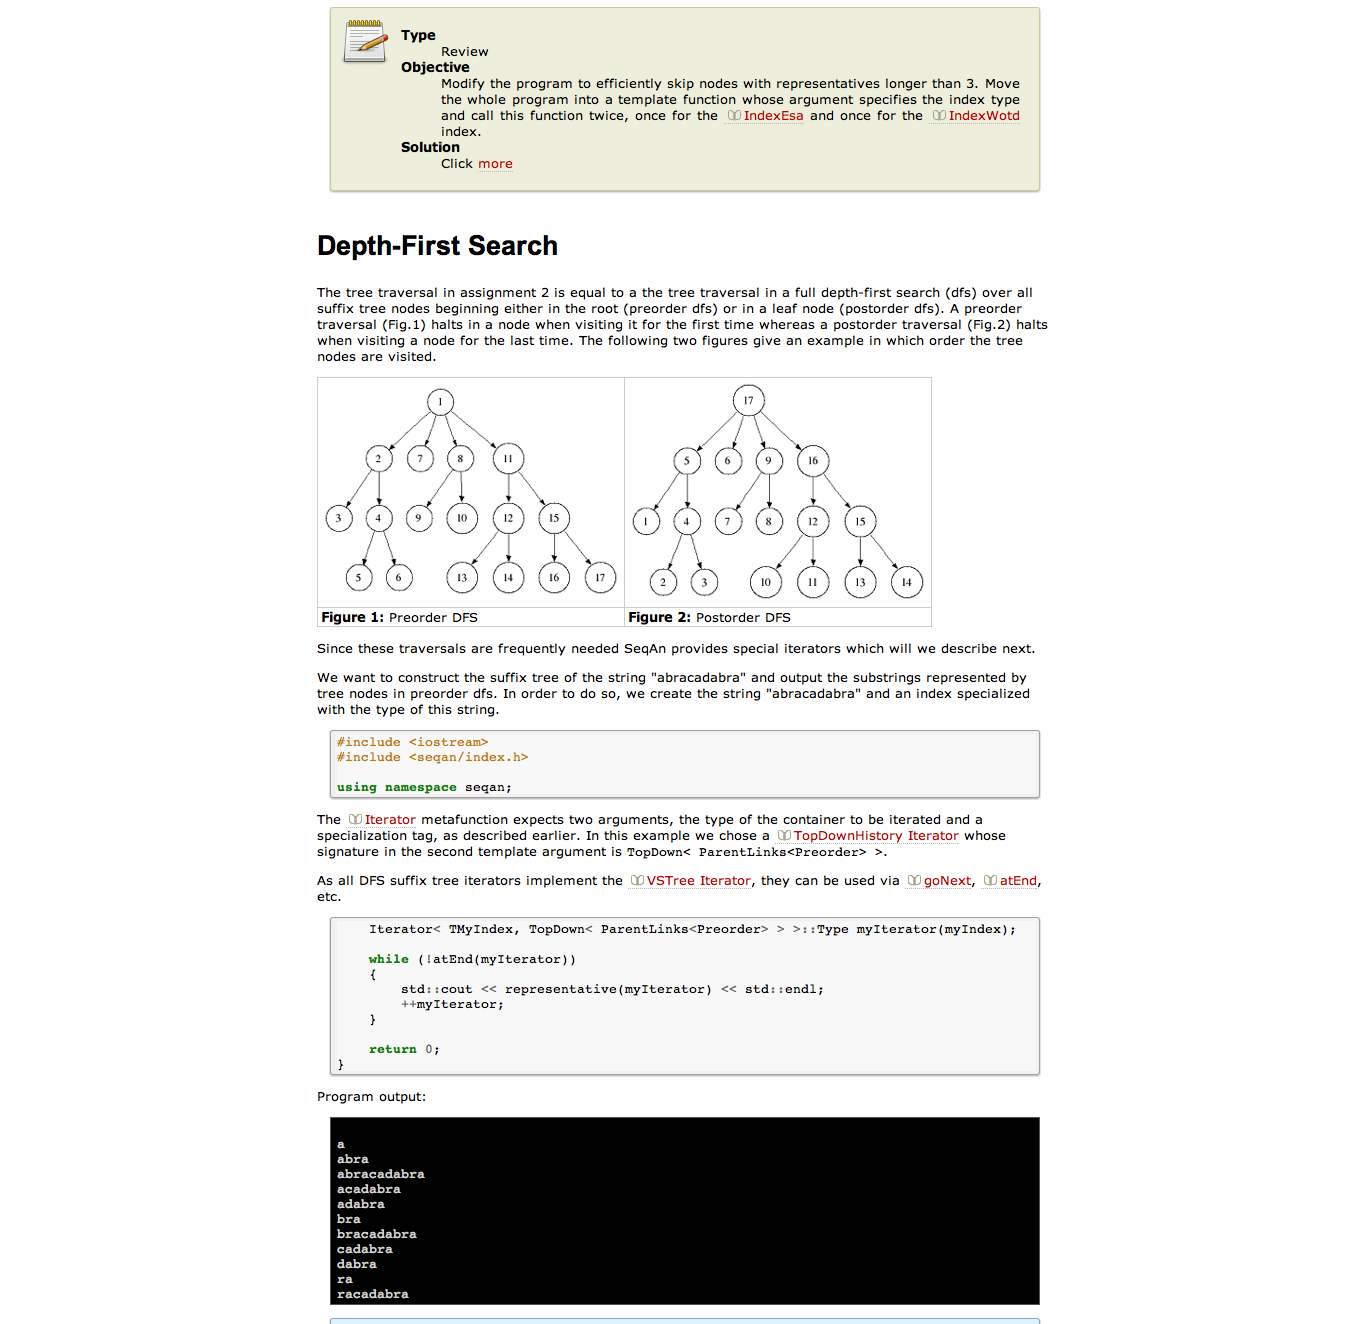 Type
Review
Objective
Modify the program to efficiently skip nodes with representatives longer than 3. Move
the whole program into a template function whose argument specifies the index type
and call this function twice, once for the IndexEsa and once for the IndexWotd
index.
Solution
Click more
Depth-First Search
The tree traversal in assignment 2 is equal to a the tree traversal in a full depth-first search (dfs) over all
suffix tree nodes beginning either in the root (preorder dfs) or in a leaf node (postorder dfs). A preorder
traversal (Fig.1) halts in a node when visiting it for the first time whereas a postorder traversal (Fig.2) halts
when visiting a node for the last time. The following two figures give an example in which order the tree
nodes are visited.
1
2 7 8 11
3 4 9 10 12 15
5 6 13 14 16 17
Figure 1: Preorder DFS
17
5 6 9 16
1 4 7 8 12 15
2 3 10 11 13 14
Figure 2: Postorder DFS
Since these traversals are frequently needed SeqAn provides special iterators which will we describe next.
We want to construct the suffix tree of the string "abracadabra" and output the substrings represented by
tree nodes in preorder dfs. In order to do so, we create the string "abracadabra" and an index specialized
with the type of this string.
#include <iostream>
#include <seqan/index.h>
using namespace seqan;
The Iterator metafunction expects two arguments, the type of the container to be iterated and a
specialization tag, as described earlier. In this example we chose a TopDownHistory Iterator whose
signature in the second template argument is TopDown< ParentLinks<Preorder> >.
As all DFS suffix tree iterators implement the VSTree Iterator, they can be used via goNext, atEnd,
etc.
Iterator< TMyIndex, TopDown< ParentLinks<Preorder> > >::Type myIterator(myIndex);
while (!atEnd(myIterator))
{
std::cout << representative(myIterator) << std::endl;
++myIterator;
}
return 0;
}
Program output:
a
abra
abracadabra
acadabra
adabra
bra
bracadabra
cadabra
dabra
ra
racadabra